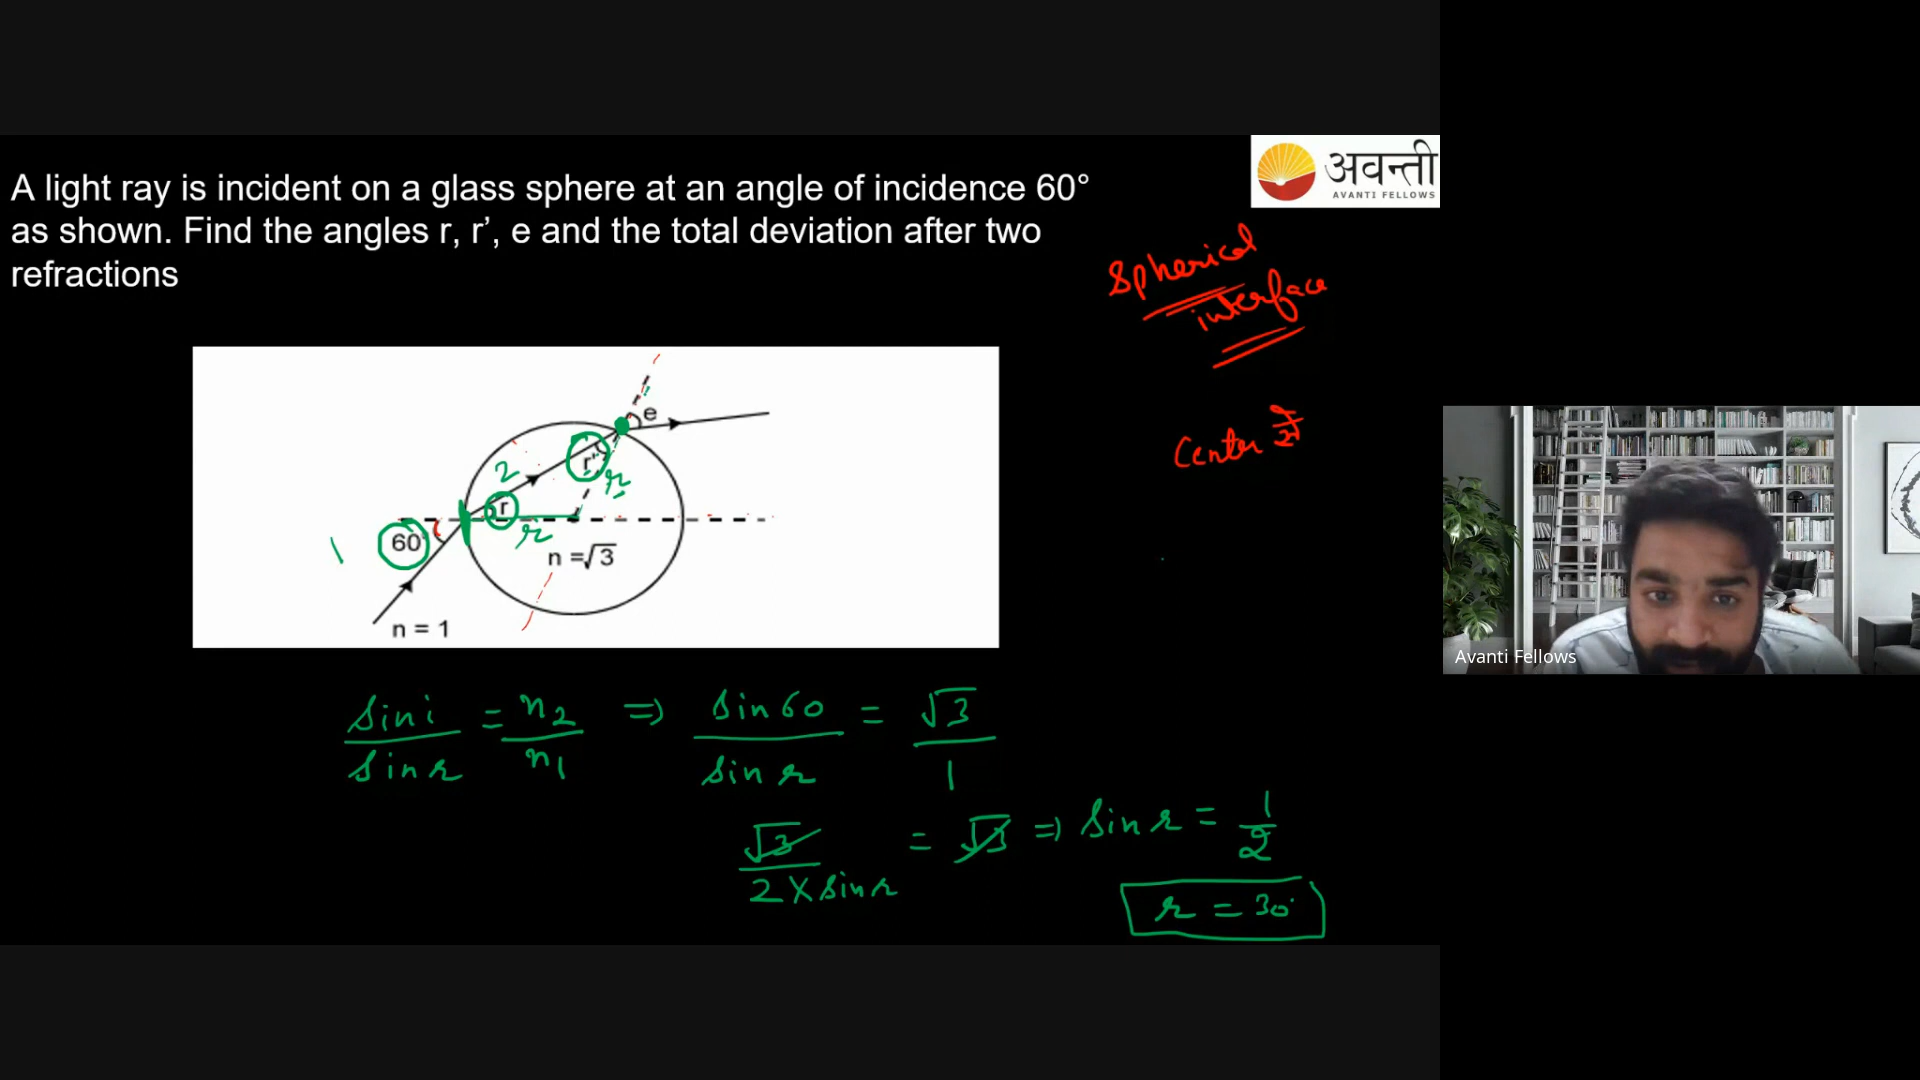 अवन्ती
AVANTI FELLOWS
A light ray is incident on a glass sphere at an angle of incidence 60°
as shown. Find the angles r, r’, e and the total deviation after two
refractions
Spherical
interface
Center
e
2
r'
r
r
60°
r
1
n =√3
n = 1
Avanti Fellows
sin i / sin r = n2 / n1 ⇒ sin 60 / sin r = √3 / 1
√3 / 2 × sin r = √3 ⇒ sin r = 1/2
r = 30°